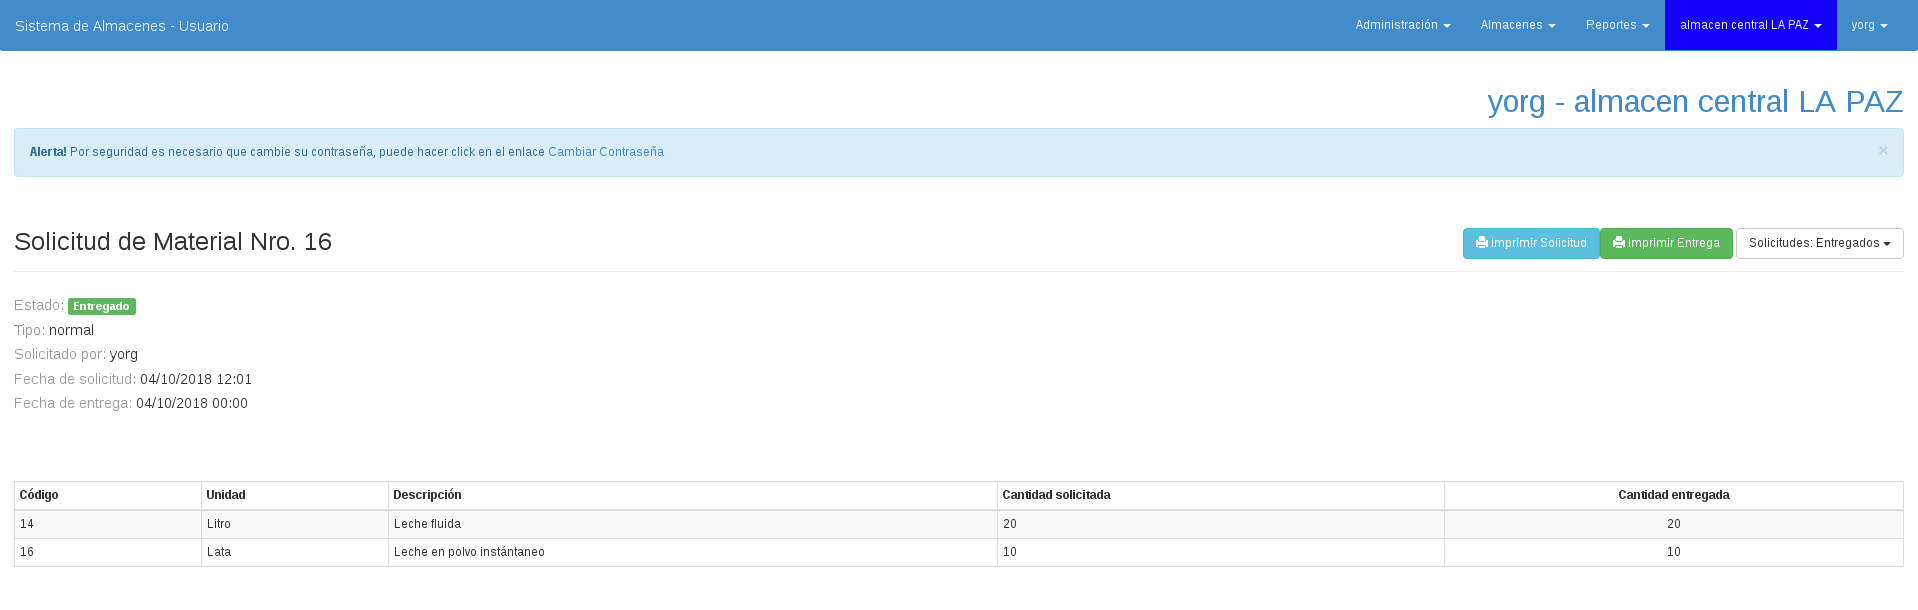 Sistema de Almacenes - Usuario Administración Almacenes Reportes almacen central LA PAZ yorg
yorg - almacen central LA PAZ
Alerta! Por seguridad es necesario que cambie su contraseña, puede hacer click en el enlace Cambiar Contraseña ×
Solicitud de Material Nro. 16 Imprimir Solicitud Imprimir Entrega Solicitudes: Entregados
Estado: Entregado
Tipo: normal
Solicitado por: yorg
Fecha de solicitud: 04/10/2018 12:01
Fecha de entrega: 04/10/2018 00:00
Código Unidad Descripción Cantidad solicitada Cantidad entregada
14 Litro Leche fluida 20 20
16 Lata Leche en polvo instántaneo 10 10